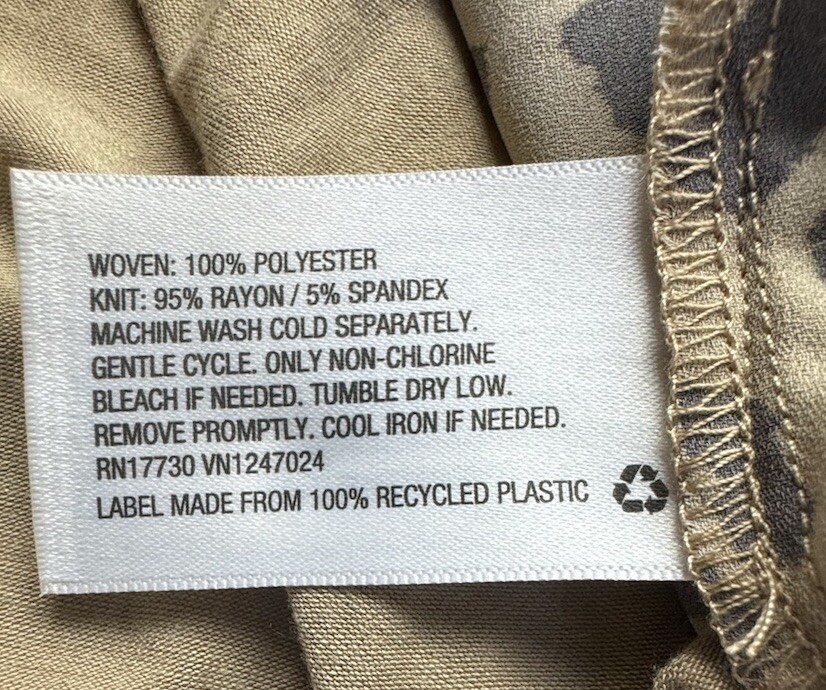 WOVEN: 100% POLYESTER
KNIT: 95% RAYON / 5% SPANDEX
MACHINE WASH COLD SEPARATELY.
GENTLE CYCLE. ONLY NON-CHLORINE
BLEACH IF NEEDED. TUMBLE DRY LOW.
REMOVE PROMPTLY. COOL IRON IF NEEDED.
RN17730 VN1247024
LABEL MADE FROM 100% RECYCLED PLASTIC